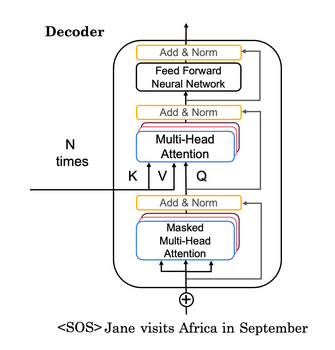 Decoder
Add & Norm
Feed Forward
Neural Network
Add & Norm
N
times
Multi-Head
Attention
K V Q
Add & Norm
Masked
Multi-Head
Attention
<SOS> Jane visits Africa in September